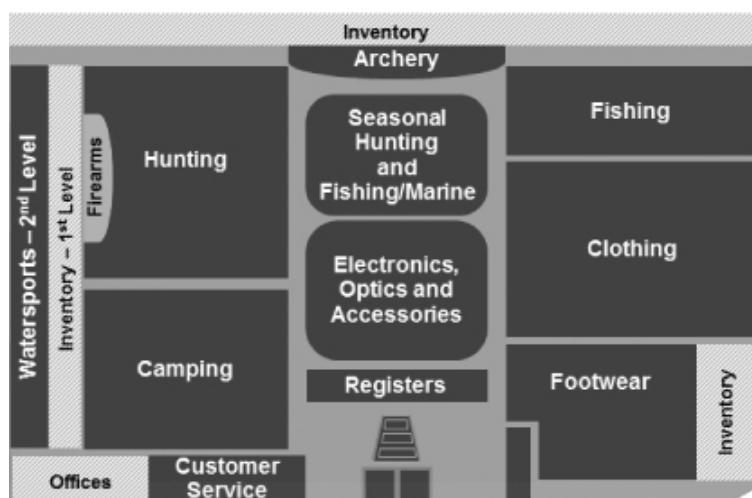 Inventory
Archery
Watersports – 2nd Level
Inventory – 1st Level
Firearms
Hunting
Seasonal
Hunting
and
Fishing/Marine
Fishing
Clothing
Electronics,
Optics and
Accessories
Camping
Registers
Footwear
Inventory
Offices
Customer
Service